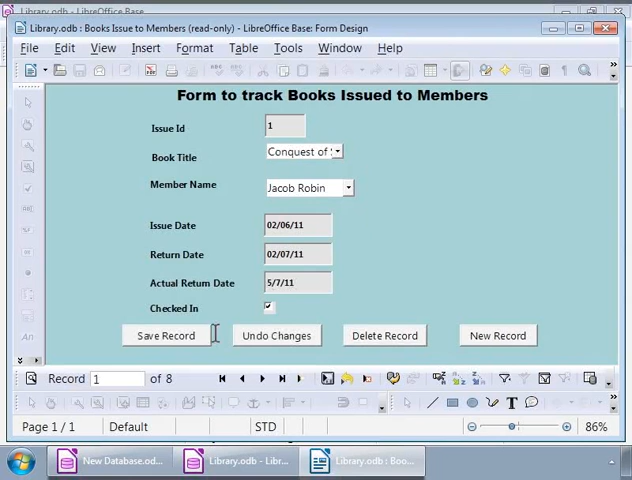 Library.odb - LibreOffice Base
Library.odb : Books Issue to Members (read-only) - LibreOffice Base: Form Design
File Edit View Insert Format Table Tools Window Help
Form to track Books Issued to Members
Issue Id 1
Book Title Conquest of
Member Name Jacob Robin
Issue Date 02/06/11
Return Date 02/07/11
Actual Return Date 5/7/11
Checked In
Save Record Undo Changes Delete Record New Record
Record 1 of 8
Page 1 / 1 Default STD 86%
New Database.od... Library.odb - Libr... Library.odb : Boo...